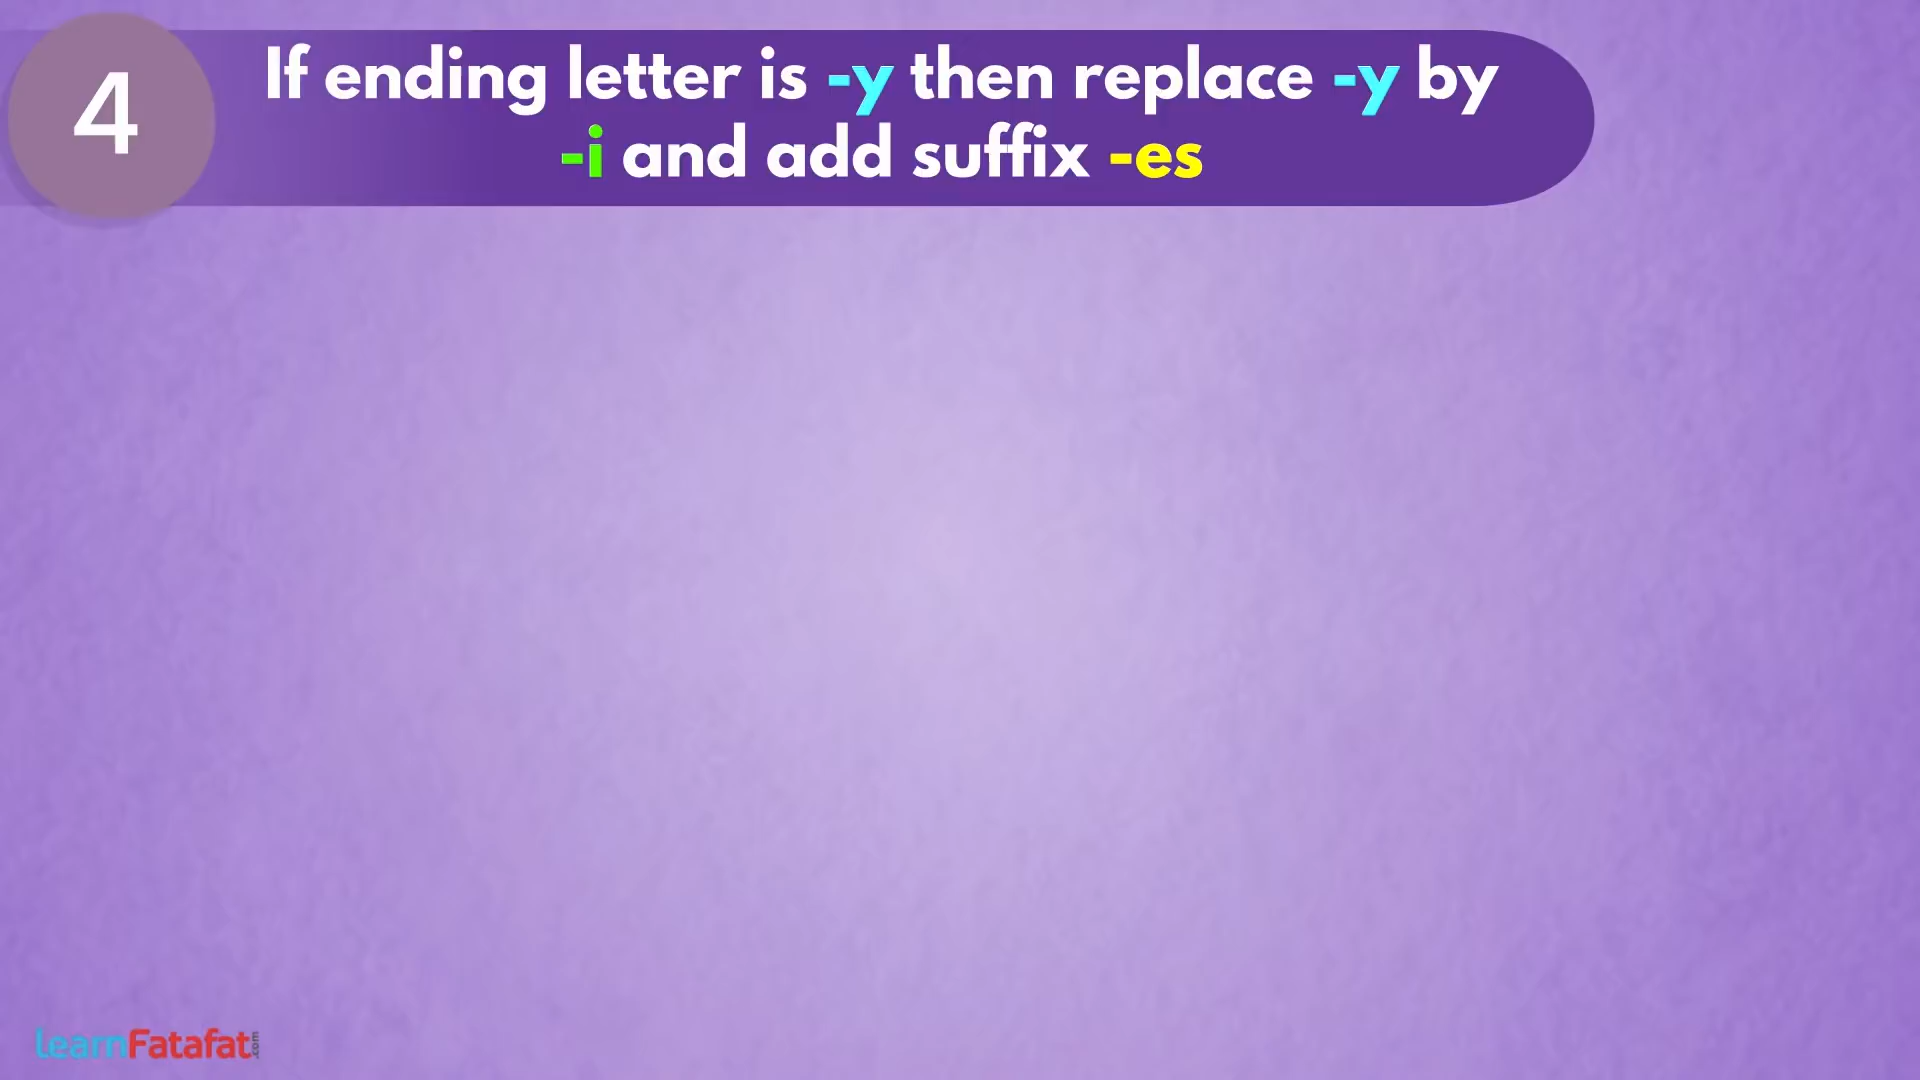 4
If ending letter is -y then replace -y by
-i and add suffix -es
LearnFatafat.com